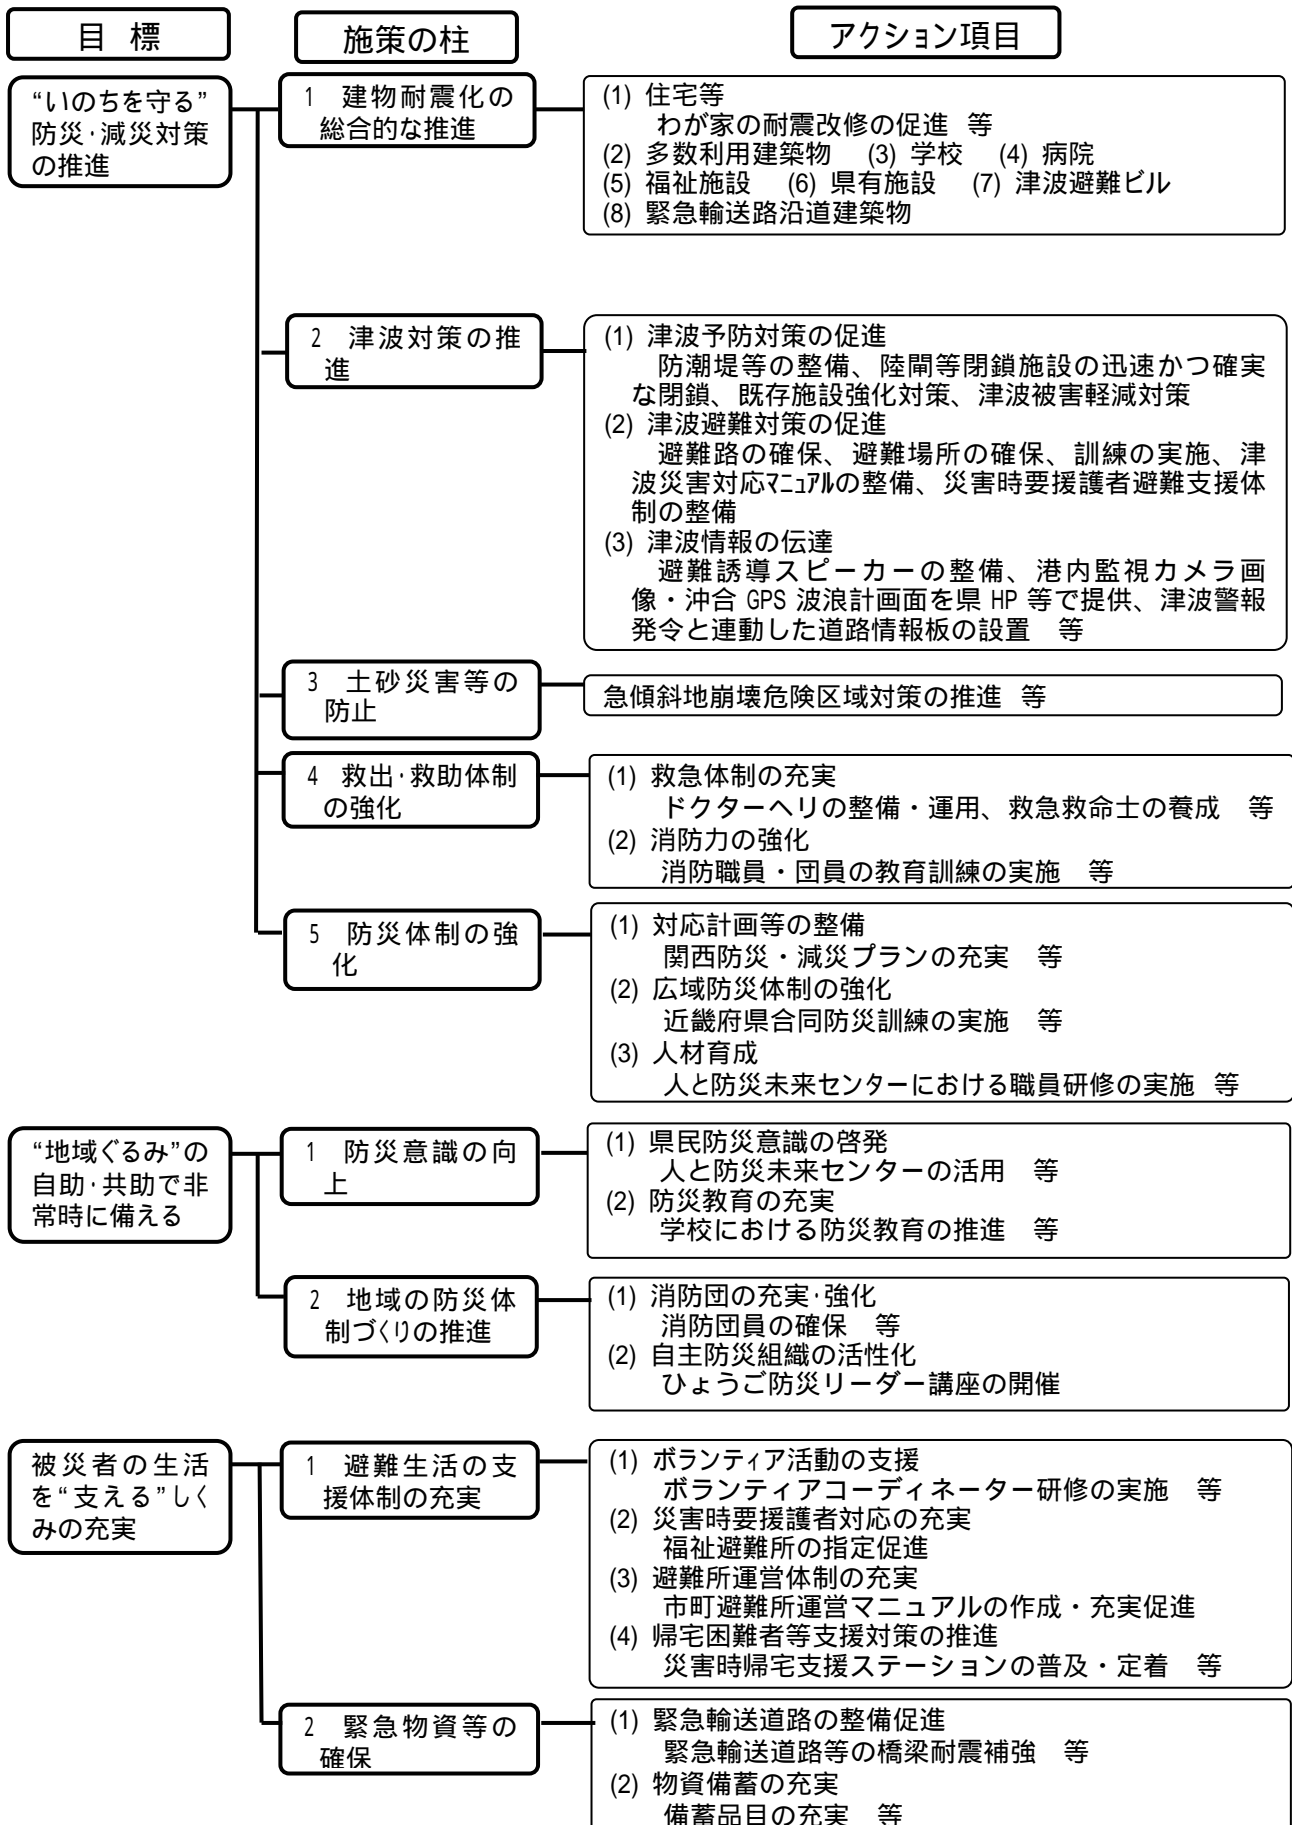 目 標
施策の柱
アクション項目
“いのちを守る”
防災・減災対策
の推進
1 建物耐震化の
総合的な推進
(1) 住宅等
わが家の耐震改修の促進 等
(2) 多数利用建築物 (3) 学校 (4) 病院
(5) 福祉施設 (6) 県有施設 (7) 津波避難ビル
(8) 緊急輸送路沿道建築物
2 津波対策の推
進
(1) 津波予防対策の促進
防潮堤等の整備、陸閘等閉鎖施設の迅速かつ確実
な閉鎖、既存施設強化対策、津波被害軽減対策
(2) 津波避難対策の促進
避難路の確保、避難場所の確保、訓練の実施、津
波災害対応マニュアルの整備、災害時要援護者避難支援体
制の整備
(3) 津波情報の伝達
避難誘導スピーカーの整備、港内監視カメラ画
像・沖合 GPS 波浪計画面を県 HP 等で提供、津波警報
発令と連動した道路情報板の設置 等
3 土砂災害等の
防止
急傾斜地崩壊危険区域対策の推進 等
4 救出・救助体制
の強化
(1) 救急体制の充実
ドクターヘリの整備・運用、救急救命士の養成 等
(2) 消防力の強化
消防職員・団員の教育訓練の実施 等
5 防災体制の強
化
(1) 対応計画等の整備
関西防災・減災プランの充実 等
(2) 広域防災体制の強化
近畿府県合同防災訓練の実施 等
(3) 人材育成
人と防災未来センターにおける職員研修の実施 等
“地域ぐるみ”の
自助・共助で非
常時に備える
1 防災意識の向
上
(1) 県民防災意識の啓発
人と防災未来センターの活用 等
(2) 防災教育の充実
学校における防災教育の推進 等
2 地域の防災体
制づくりの推進
(1) 消防団の充実・強化
消防団員の確保 等
(2) 自主防災組織の活性化
ひょうご防災リーダー講座の開催
被災者の生活
を“支える”しく
みの充実
1 避難生活の支
援体制の充実
(1) ボランティア活動の支援
ボランティアコーディネーター研修の実施 等
(2) 災害時要援護者対応の充実
福祉避難所の指定促進
(3) 避難所運営体制の充実
市町避難所運営マニュアルの作成・充実促進
(4) 帰宅困難者等支援対策の推進
災害時帰宅支援ステーションの普及・定着 等
2 緊急物資等の
確保
(1) 緊急輸送道路の整備促進
緊急輸送道路等の橋梁耐震補強 等
(2) 物資備蓄の充実
備蓄品目の充実 等